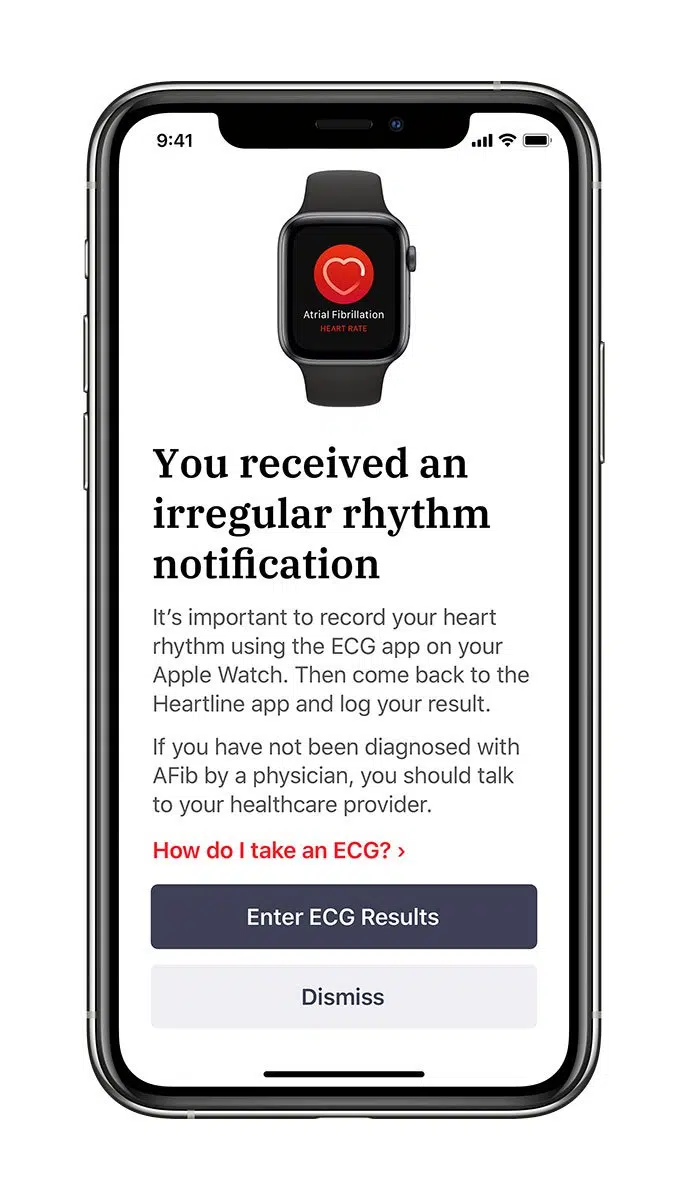 9:41
Atrial Fibrillation
HEART RATE
You received an
irregular rhythm
notification
It’s important to record your heart
rhythm using the ECG app on your
Apple Watch. Then come back to the
Heartline app and log your result.
If you have not been diagnosed with
AFib by a physician, you should talk
to your healthcare provider.
How do I take an ECG? ›
Enter ECG Results
Dismiss